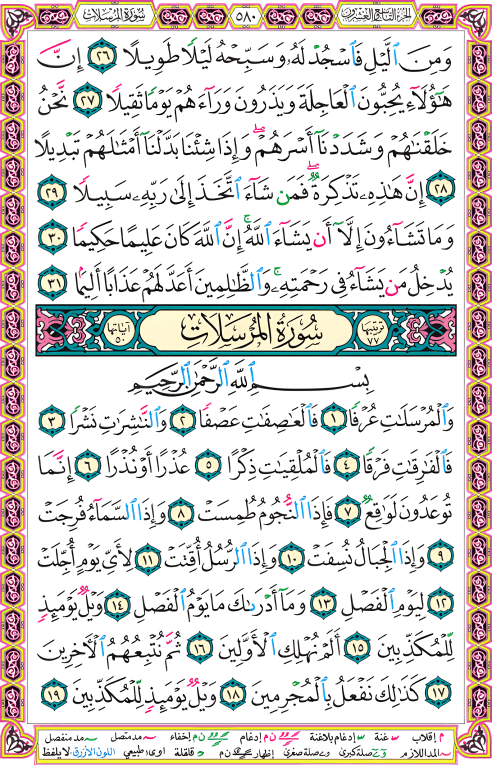 الجزء التاسع والعشرون ٥٨٠ سورة المرسلات
وَمِنَ ٱلَّيْلِ فَٱسْجُدْ لَهُۥ وَسَبِّحْهُ لَيْلًا طَوِيلًا ٢٦ إِنَّ
هَٰٓؤُلَآءِ يُحِبُّونَ ٱلْعَاجِلَةَ وَيَذَرُونَ وَرَآءَهُمْ يَوْمًا ثَقِيلًا ٢٧ نَّحْنُ
خَلَقْنَٰهُمْ وَشَدَدْنَآ أَسْرَهُمْ ۖ وَإِذَا شِئْنَا بَدَّلْنَآ أَمْثَٰلَهُمْ تَبْدِيلًا
٢٨ إِنَّ هَٰذِهِۦ تَذْكِرَةٌ ۖ فَمَن شَآءَ ٱتَّخَذَ إِلَىٰ رَبِّهِۦ سَبِيلًا ٢٩
وَمَا تَشَآءُونَ إِلَّآ أَن يَشَآءَ ٱللَّهُ ۚ إِنَّ ٱللَّهَ كَانَ عَلِيمًا حَكِيمًا ٣٠
يُدْخِلُ مَن يَشَآءُ فِى رَحْمَتِهِۦ ۚ وَٱلظَّٰلِمِينَ أَعَدَّ لَهُمْ عَذَابًا أَلِيمًۢا ٣١
ترتيبها ٧٧ سُورَةُ المُرْسَلَات آياتها ٥٠
بِسْمِ ٱللَّهِ ٱلرَّحْمَٰنِ ٱلرَّحِيمِ
وَٱلْمُرْسَلَٰتِ عُرْفًا ١ فَٱلْعَٰصِفَٰتِ عَصْفًا ٢ وَٱلنَّٰشِرَٰتِ نَشْرًا ٣
فَٱلْفَٰرِقَٰتِ فَرْقًا ٤ فَٱلْمُلْقِيَٰتِ ذِكْرًا ٥ عُذْرًا أَوْ نُذْرًا ٦ إِنَّمَا
تُوعَدُونَ لَوَٰقِعٌ ٧ فَإِذَا ٱلنُّجُومُ طُمِسَتْ ٨ وَإِذَا ٱلسَّمَآءُ فُرِجَتْ
٩ وَإِذَا ٱلْجِبَالُ نُسِفَتْ ١٠ وَإِذَا ٱلرُّسُلُ أُقِّتَتْ ١١ لِأَىِّ يَوْمٍ أُجِّلَتْ
١٢ لِيَوْمِ ٱلْفَصْلِ ١٣ وَمَآ أَدْرَىٰكَ مَا يَوْمُ ٱلْفَصْلِ ١٤ وَيْلٌ يَوْمَئِذٍ
لِّلْمُكَذِّبِينَ ١٥ أَلَمْ نُهْلِكِ ٱلْأَوَّلِينَ ١٦ ثُمَّ نُتْبِعُهُمُ ٱلْءَاخِرِينَ
١٧ كَذَٰلِكَ نَفْعَلُ بِٱلْمُجْرِمِينَ ١٨ وَيْلٌ يَوْمَئِذٍ لِّلْمُكَذِّبِينَ ١٩
م إقلاب غنة إدغام بلاغنة ن م إدغام ن م إخفاء مد متصل مد منفصل
المد اللازم صلة كبرى صلة صغرى إظهار ن م قلقلة اوى: طبيعي اللون الأزرق: لا يلفظ